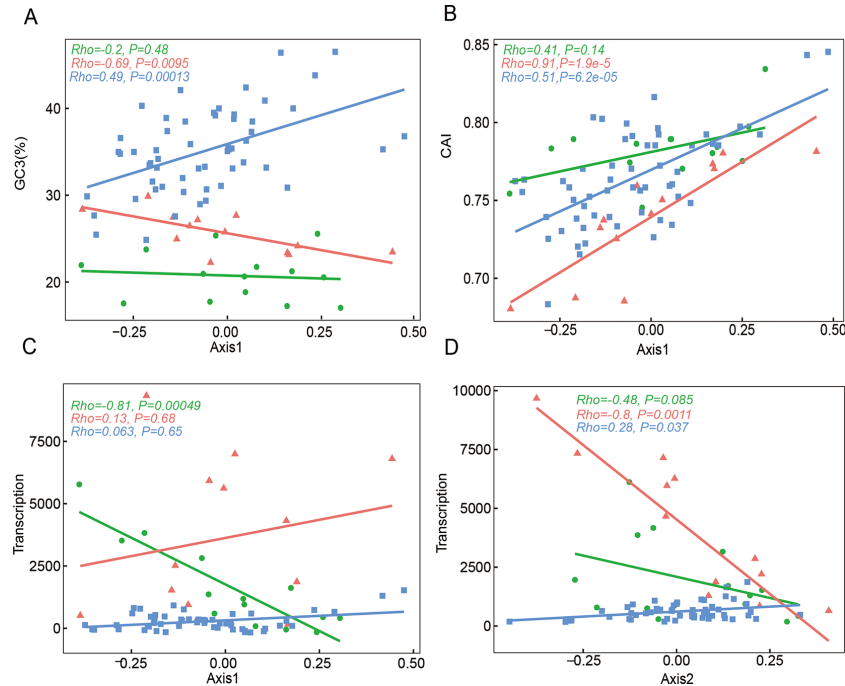 A
Rho=-0.2, P=0.48
Rho=-0.69, P=0.0095
Rho=0.49, P=0.00013
GC3(%)
40
30
20
−0.25
0.00
0.25
0.50
Axis1
B
Rho=0.41, P=0.14
Rho=0.91,P=1.9e-5
Rho=0.51,P=6.2e-05
CAI
0.85
0.80
0.75
0.70
−0.25
0.00
0.25
0.50
Axis1
C
Rho=-0.81, P=0.00049
Rho=0.13, P=0.68
Rho=0.063, P=0.65
Transcription
7500
5000
2500
0
−0.25
0.00
0.25
0.50
Axis1
D
Rho=-0.48, P=0.085
Rho=-0.8, P=0.0011
Rho=0.28, P=0.037
Transcription
10000
7500
5000
2500
0
−0.25
0.00
0.25
Axis2